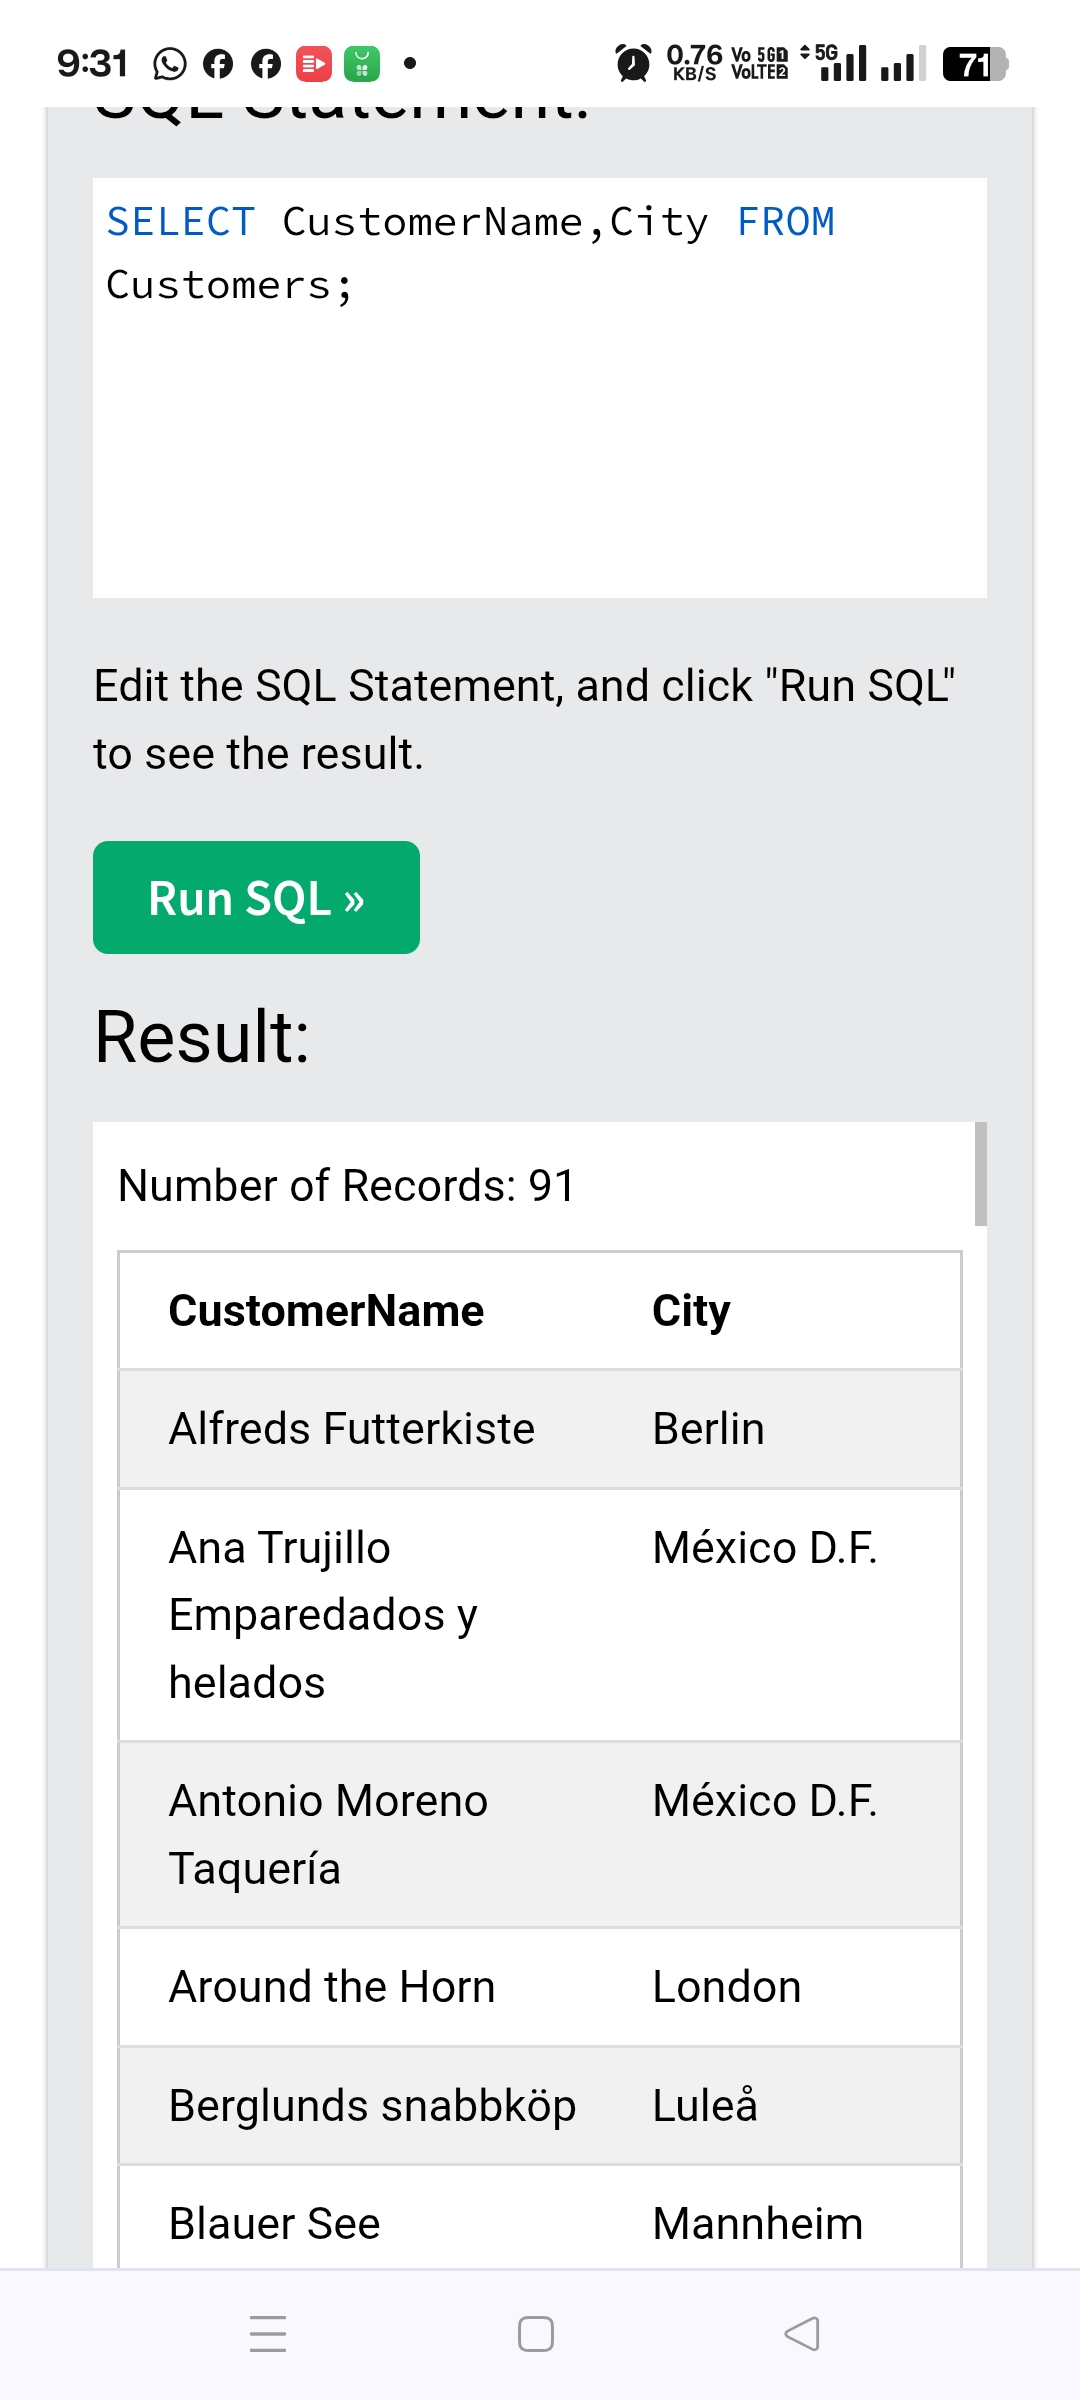 9:31 0.76 KB/S Vo 5G1 VoLTE2 5G 71
SQL Statement:
SELECT CustomerName,City FROM
Customers;
Edit the SQL Statement, and click "Run SQL"
to see the result.
Run SQL »
Result:
Number of Records: 91
CustomerName City
Alfreds Futterkiste Berlin
Ana Trujillo México D.F.
Emparedados y
helados
Antonio Moreno México D.F.
Taquería
Around the Horn London
Berglunds snabbköp Luleå
Blauer See Mannheim